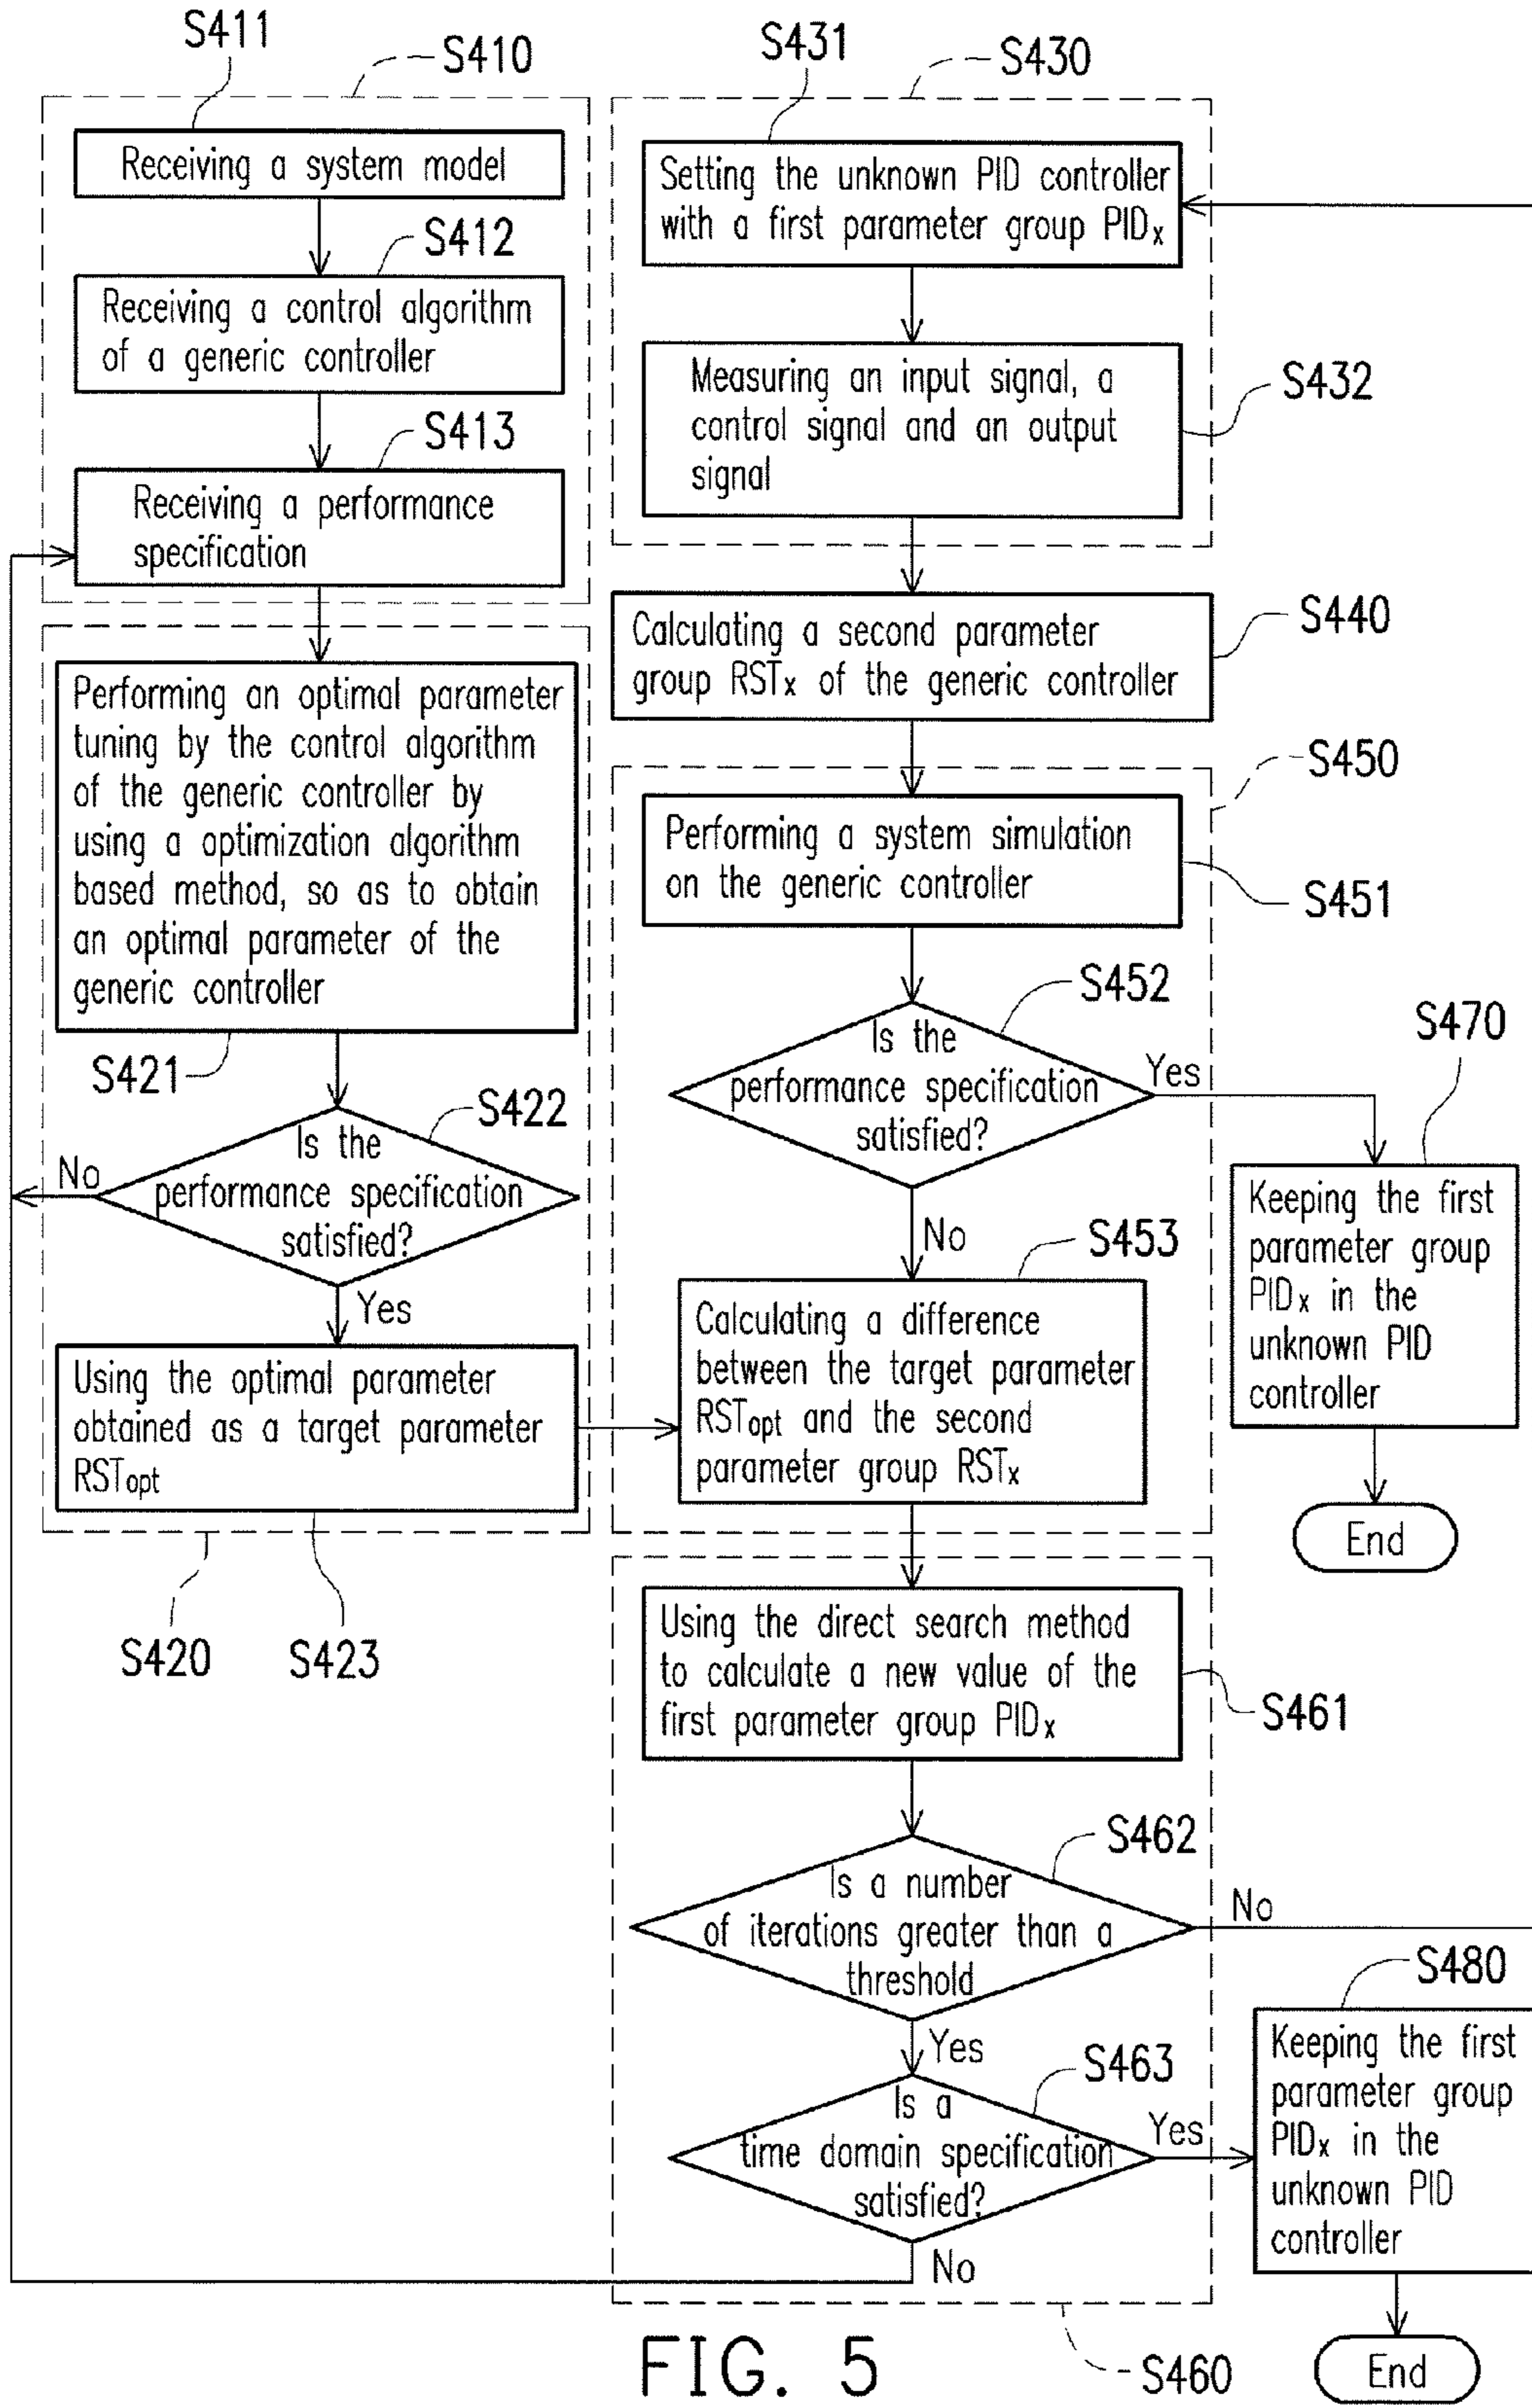 S411
S410
Receiving a system model
S412
Receiving a control algorithm
of a generic controller
S413
Receiving a performance
specification
Performing an optimal parameter
tuning by the control algorithm
of the generic controller by
using a optimization algorithm
based method, so as to obtain
an optimal parameter of the
generic controller
S421
S422
Is the
performance specification
satisfied?
No
Yes
Using the optimal parameter
obtained as a target parameter
RSTopt
S420
S423
S431
S430
Setting the unknown PID controller
with a first parameter group PIDx
Measuring an input signal, a
control signal and an output
signal
S432
Calculating a second parameter
group RSTx of the generic controller
S440
S450
Performing a system simulation
on the generic controller
S451
S452
Is the
performance specification
satisfied?
Yes
No
S453
Calculating a difference
between the target parameter
RSTopt and the second
parameter group RSTx
S470
Keeping the first
parameter group
PIDx in the
unknown PID
controller
End
Using the direct search method
to calculate a new value of the
first parameter group PIDx
S461
S462
Is a number
of iterations greater than a
threshold
No
Yes
S463
Is a
time domain specification
satisfied?
Yes
No
S480
Keeping the first
parameter group
PIDx in the
unknown PID
controller
End
S460
FIG. 5